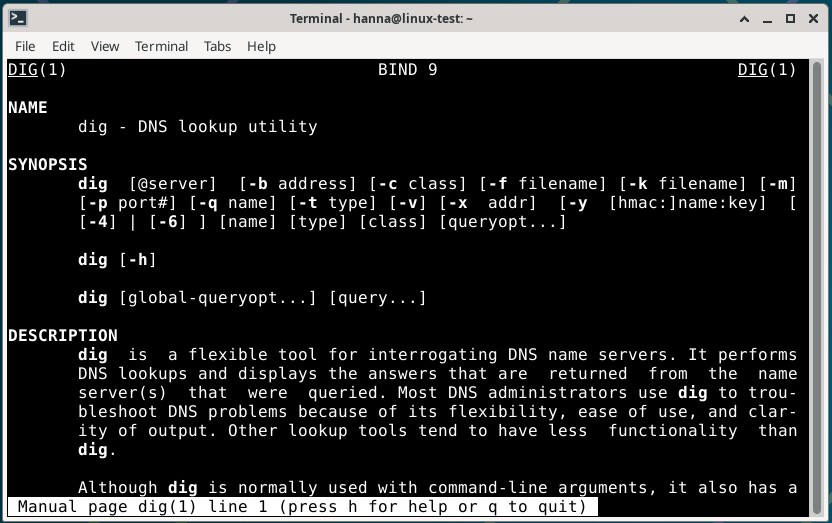 Terminal - hanna@linux-test: ~
File Edit View Terminal Tabs Help
DIG(1) BIND 9 DIG(1)
NAME
dig - DNS lookup utility
SYNOPSIS
dig [@server] [-b address] [-c class] [-f filename] [-k filename] [-m]
[-p port#] [-q name] [-t type] [-v] [-x addr] [-y [hmac:]name:key] [
[-4] | [-6] ] [name] [type] [class] [queryopt...]
dig [-h]
dig [global-queryopt...] [query...]
DESCRIPTION
dig is a flexible tool for interrogating DNS name servers. It performs
DNS lookups and displays the answers that are returned from the name
server(s) that were queried. Most DNS administrators use dig to trou-
bleshoot DNS problems because of its flexibility, ease of use, and clar-
ity of output. Other lookup tools tend to have less functionality than
dig.
Although dig is normally used with command-line arguments, it also has a
Manual page dig(1) line 1 (press h for help or q to quit)